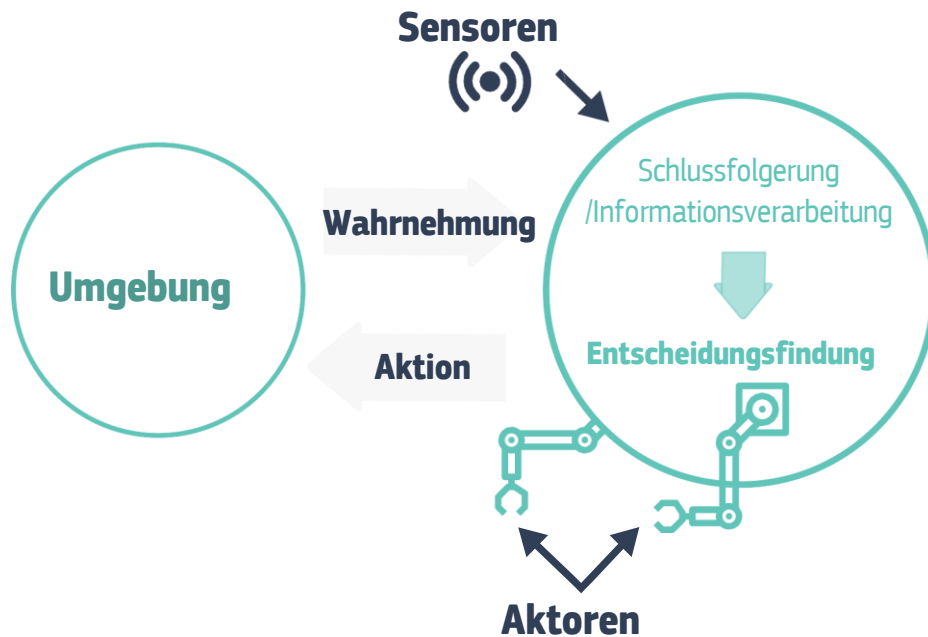 Sensoren
Schlussfolgerung
/Informationsverarbeitung
Wahrnehmung
Umgebung
Entscheidungsfindung
Aktion
Aktoren